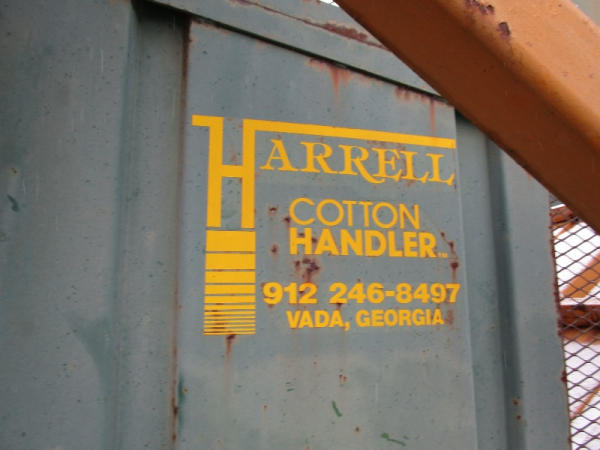 HARRELL
COTTON
HANDLER™
912 246-8497
VADA, GEORGIA